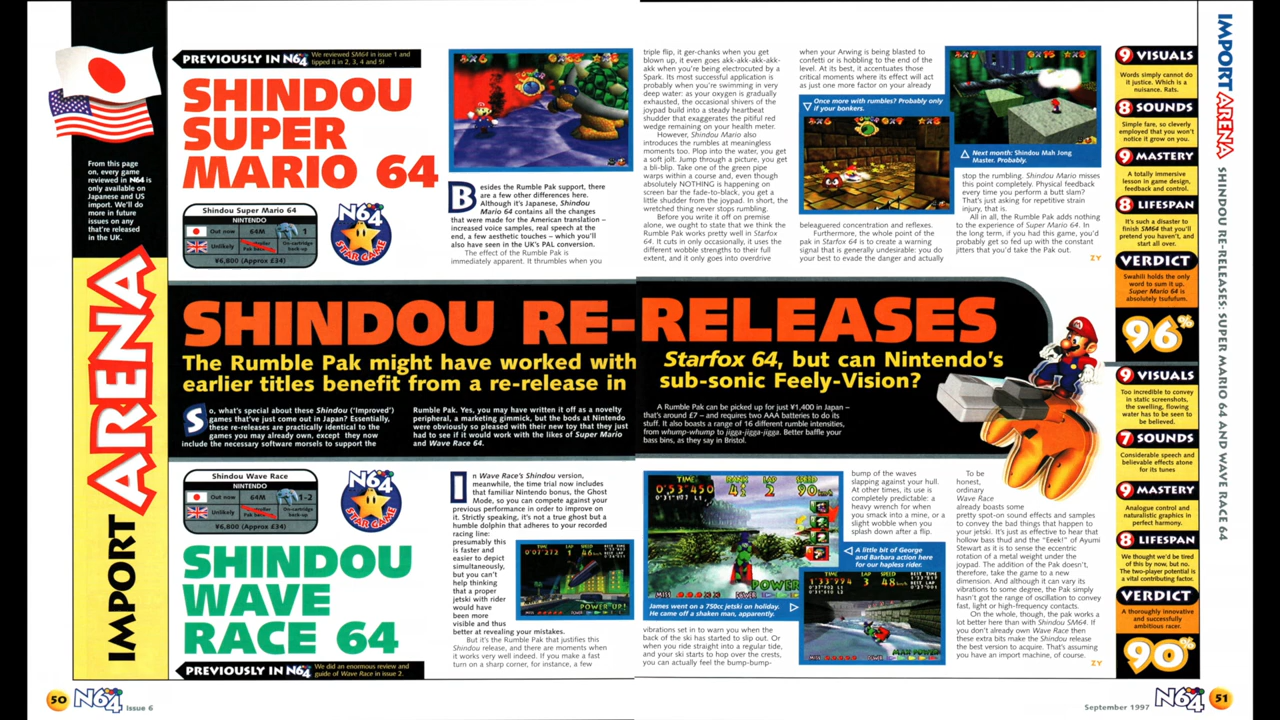 From this page
on, every game
reviewed in N64 is
only available on
Japanese and US
import. We'll do
more in future
issues on any
that're released
in the UK.
IMPORT ARENA
PREVIOUSLY IN N64
We reviewed SM64 in issue 1 and
tipped it in 2, 3, 4 and 5!
SHINDOU
SUPER
MARIO 64
Shindou Super Mario 64
NINTENDO
Out now
64M
On-cartridge
back-up
Unlikely
¥6,800 (Approx £34)
N64
STAR GAME
Besides the Rumble Pak support, there
are a few other differences here.
Although it's Japanese, Shindou
Mario 64 contains all the changes
that were made for the American translation –
increased voice samples, real speech at the
end, a few aesthetic touches – which you'll
also have seen in the UK's PAL conversion.
The effect of the Rumble Pak is
immediately apparent. It thrumbles when you
triple flip, it ger-chanks when you get
blown up, it even goes akk-akk-akk-akk-
akk when you're being electrocuted by a
Spark. Its most successful application is
probably when you're swimming in very
deep water: as your oxygen is gradually
exhausted, the occasional shivers of the
joypad build into a steady heartbeat
shudder that exaggerates the pitiful red
wedge remaining on your health meter.
However, Shindou Mario also
introduces the rumbles at meaningless
moments too. Plop into the water, you get
a soft jolt. Jump through a picture, you get
a bli-blip. Take one of the green pipe
warps within a course and, even though
absolutely NOTHING is happening on
screen bar the fade-to-black, you get a
little shudder from the joypad. In short, the
wretched thing never stops rumbling.
Before you write it off on premise
alone, we ought to state that we think the
Rumble Pak works pretty well in Starfox
64. It cuts in only occasionally, it uses the
different wobble strengths to their full
extent, and it only goes into overdrive
when your Arwing is being blasted to
confetti or is hobbling to the end of the
level. At its best, it accentuates those
critical moments where its effect will act
as just one more factor on your already
Once more with rumbles? Probably only
if your bonkers.
beleaguered concentration and reflexes.
Furthermore, the whole point of the
pak in Starfox 64 is to create a warning
signal that is generally undesirable: you do
your best to evade the danger and actually
Next month: Shindou Mah Jong
Master. Probably.
stop the rumbling. Shindou Mario misses
this point completely. Physical feedback
every time you perform a butt slam?
That's just asking for repetitive strain
injury, that is.
All in all, the Rumble Pak adds nothing
to the experience of Super Mario 64. In
the long term, if you had this game, you'd
probably get so fed up with the constant
jitters that you'd take the Pak out.
ZY
9 VISUALS
Words simply cannot do
it justice. Which is a
nuisance. Rats.
8 SOUNDS
Simple fare, so cleverly
employed that you won't
notice it grow on you.
9 MASTERY
A totally immersive
lesson in game design,
feedback and control.
8 LIFESPAN
It's such a disaster to
finish SM64 that you'll
pretend you haven't, and
start all over.
VERDICT
Swahili holds the only
word to sum it up.
Super Mario 64 is
absolutely tsufufum.
96%
IMPORT ARENA
SHINDOU RE-RELEASES: SUPER MARIO 64 AND WAVE RACE 64
SHINDOU RE-RELEASES
The Rumble Pak might have worked with Starfox 64, but can Nintendo's
earlier titles benefit from a re-release in sub-sonic Feely-Vision?
So, what's special about these Shindou ('Improved')
games that've just come out in Japan? Essentially,
these re-releases are practically identical to the
games you may already own, except they now
include the necessary software morsels to support the
Rumble Pak. Yes, you may have written it off as a novelty
peripheral, a marketing gimmick, but the bods at Nintendo
were obviously so pleased with their new toy that they just
had to see if it would work with the likes of Super Mario
and Wave Race 64.
A Rumble Pak can be picked up for just ¥1,400 in Japan –
that's around £7 – and requires two AAA batteries to do its
stuff. It also boasts a range of 16 different rumble intensities,
from whump-whump to jigga-jigga-jigga. Better baffle your
bass bins, as they say in Bristol.
Shindou Wave Race
NINTENDO
Out now
64M
1-2
On-cartridge
back-up
Unlikely
¥6,800 (Approx £34)
N64
STAR GAME
SHINDOU
WAVE
RACE 64
PREVIOUSLY IN N64
We did an enormous review and
guide of Wave Race in issue 2.
In Wave Race's Shindou version,
meanwhile, the time trial now includes
that familiar Nintendo bonus, the Ghost
Mode, so you can compete against your
previous performance in order to improve on
it. Strictly speaking, it's not a true ghost but a
humble dolphin that adheres to your recorded
racing line:
presumably this
is faster and
easier to depict
simultaneously,
but you can't
help thinking
that a proper
jetski with rider
would have
been more
visible and thus
better at revealing your mistakes.
But it's the Rumble Pak that justifies this
Shindou release, and there are moments when
it works very well indeed. If you make a fast
turn on a sharp corner, for instance, a few
0'07"272
POWER UP!
0'53"450
RANK
LAP
SPEED
4
2
90
POWER
MISS
James went on a 750cc jetski on holiday.
He came off a shaken man, apparently.
vibrations set in to warn you when the
back of the ski has started to slip out. Or
when you ride straight into a regular tide,
and your ski starts to hop over the crests,
you can actually feel the bump-bump-
bump of the waves
slapping against your
hull. At other times, its use is
completely predictable: a
heavy wrench for when
you smack into a mine, or a
slight wobble when you
splash down after a flip.
A little bit of George
and Barbara action here
for our hapless rider.
1'33"994
3
48
MAX POWER
To be
honest,
ordinary
Wave Race
already boasts some
pretty spot-on sound effects and samples
to convey the bad things that happen to
your jetski. It's just as effective to hear that
hollow bass thud and the "Eeek!" of Ayumi
Stewart as it is to sense the eccentric
rotation of a metal weight under the
joypad. The addition of the Pak doesn't,
therefore, take the game to a new
dimension. And although it can vary its
vibrations to some degree, the Pak simply
hasn't got the range of oscillation to convey
fast, light or high-frequency contacts.
On the whole, though, the pak works a
lot better here than with Shindou SM64. If
you don't already own Wave Race then
these extra bits make the Shindou release
the best version to acquire. That's assuming
you have an import machine, of course.
ZY
9 VISUALS
Too incredible to convey
in static screenshots,
the swelling, flowing
water has to be seen to
be believed.
7 SOUNDS
Considerable speech and
believable effects atone
for its tunes
9 MASTERY
Analogue control and
naturalistic graphics in
perfect harmony.
8 LIFESPAN
We thought we'd be tired
of this by now, but no.
The two-player potential is
a vital contributing factor.
VERDICT
A thoroughly innovative
and successfully
ambitious racer.
90%
50 N64 Issue 6
September 1997 N64 51